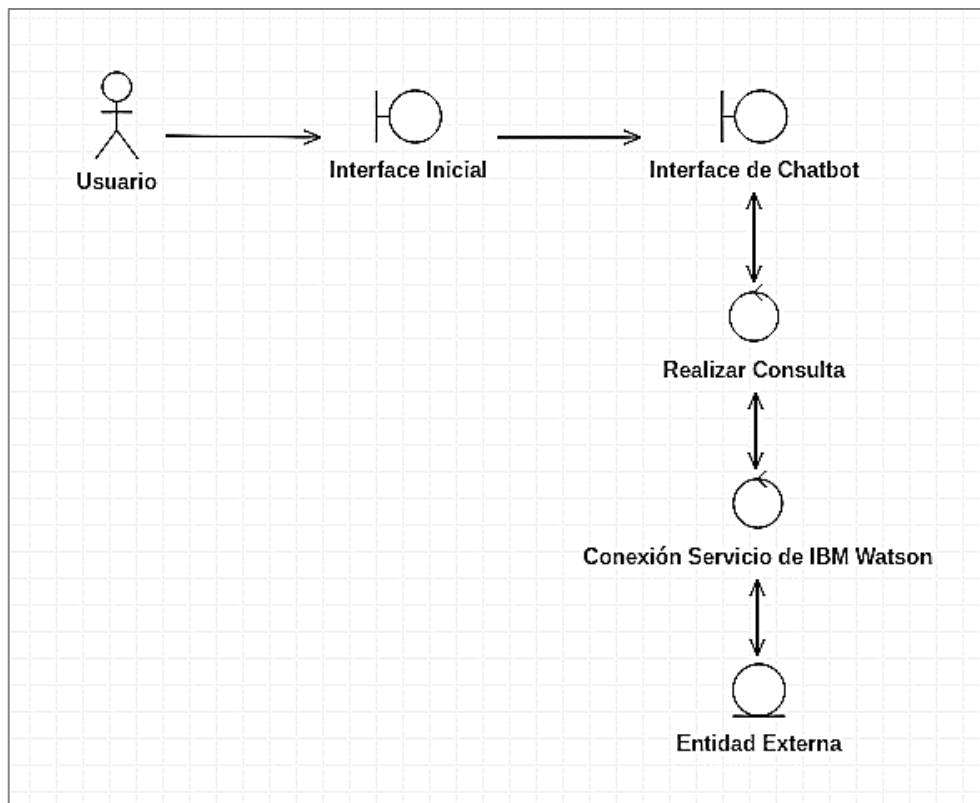 Usuario
Interface Inicial
Interface de Chatbot
Realizar Consulta
Conexión Servicio de IBM Watson
Entidad Externa